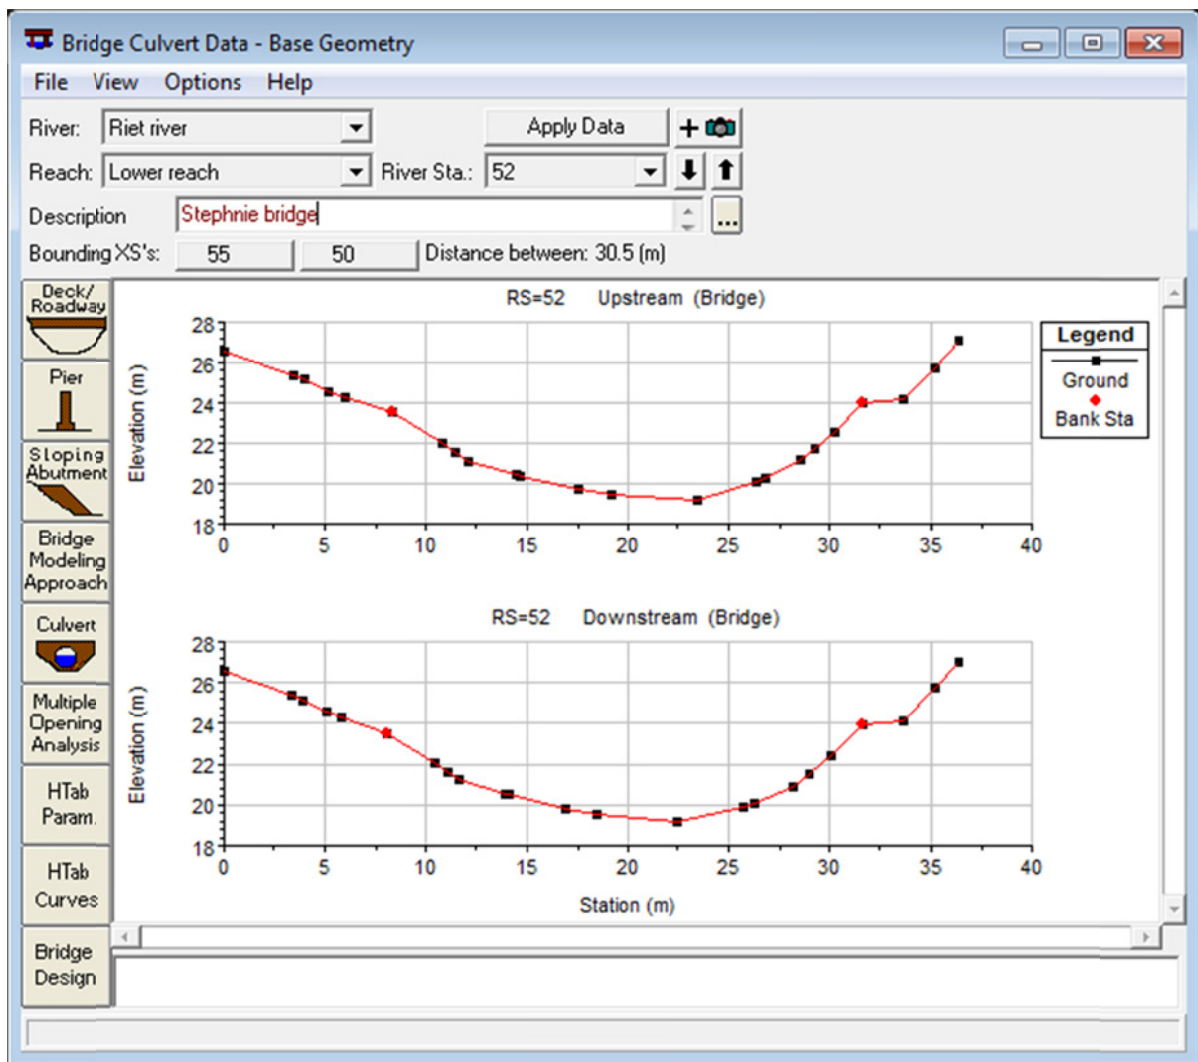 Bridge Culvert Data - Base Geometry
File View Options Help
River: Riet river Apply Data
Reach: Lower reach River Sta.: 52
Description Stephnie bridge ...
Bounding XS's: 55 50 Distance between: 30.5 (m)
Deck/
Roadway
Pier
Sloping
Abutment
Bridge
Modeling
Approach
Culvert
Multiple
Opening
Analysis
HTab
Param.
HTab
Curves
Bridge
Design
RS=52 Upstream (Bridge)
Elevation (m)
28
26
24
22
20
18
0 5 10 15 20 25 30 35 40
Legend
Ground
Bank Sta
RS=52 Downstream (Bridge)
Elevation (m)
28
26
24
22
20
18
0 5 10 15 20 25 30 35 40
Station (m)